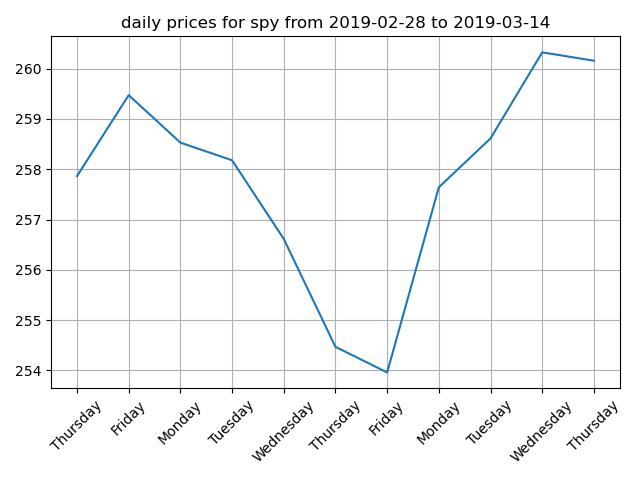 daily prices for spy from 2019-02-28 to 2019-03-14
260
259
258
257
256
255
254
Thursday
Friday
Monday
Tuesday
Wednesday
Thursday
Friday
Monday
Tuesday
Wednesday
Thursday